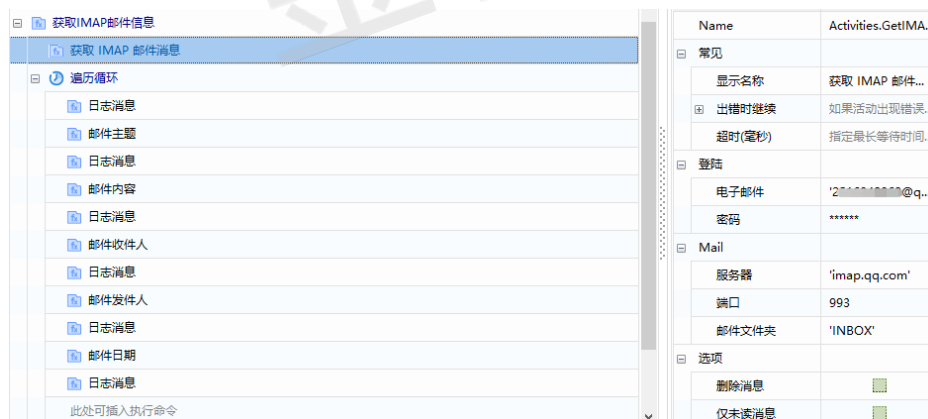 获取IMAP邮件信息
获取 IMAP 邮件消息
遍历循环
日志消息
邮件主题
日志消息
邮件内容
日志消息
邮件收件人
日志消息
邮件发件人
日志消息
邮件日期
日志消息
此处可插入执行命令
Name Activities.GetIMA.
常见
显示名称 获取 IMAP 邮件...
出错时继续 如果活动出现错误.
超时(毫秒) 指定最长等待时间.
登陆
电子邮件 @q..
密码 ******
Mail
服务器 'imap.qq.com'
端口 993
邮件文件夹 'INBOX'
选项
删除消息
仅未读消息